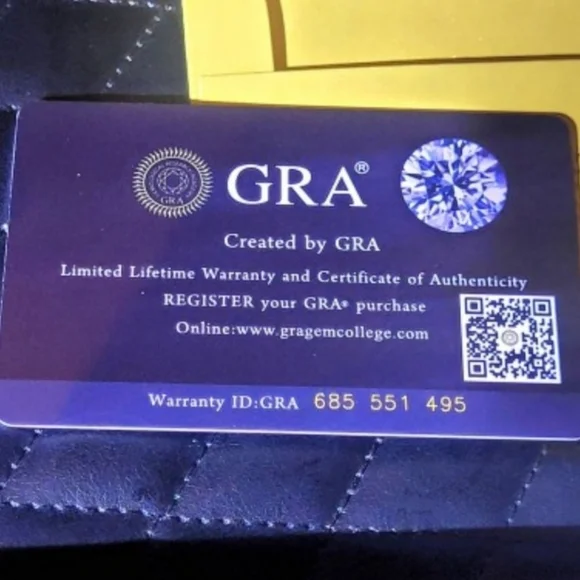 GRA®
GRA
Created by GRA
Limited Lifetime Warranty and Certificate of Authenticity
REGISTER your GRA® purchase
Online:www.gragemcollege.com
Warranty ID:GRA 685 551 495